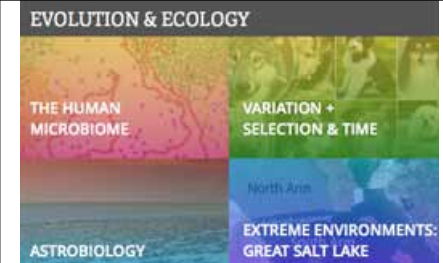 EVOLUTION & ECOLOGY
THE HUMAN
MICROBIOME
VARIATION +
SELECTION & TIME
ASTROBIOLOGY
North Arm
EXTREME ENVIRONMENTS:
GREAT SALT LAKE